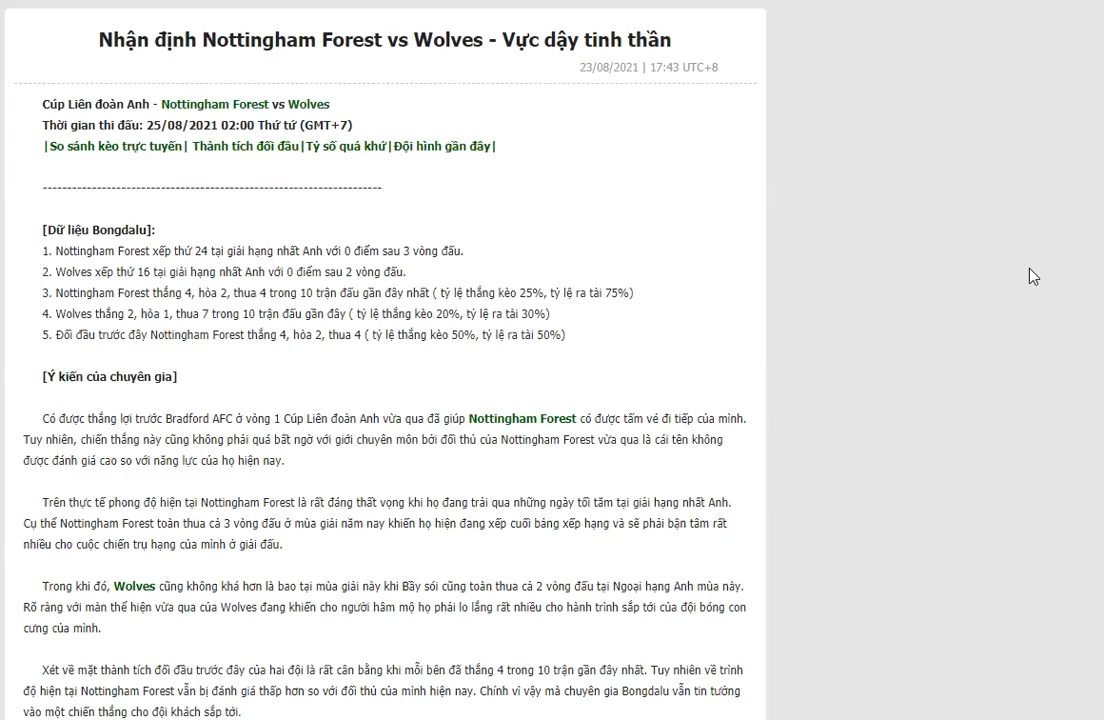 Nhận định Nottingham Forest vs Wolves - Vực dậy tinh thần
23/08/2021 | 17:43 UTC+8
Cúp Liên đoàn Anh - Nottingham Forest vs Wolves
Thời gian thi đấu: 25/08/2021 02:00 Thứ tứ (GMT+7)
|So sánh kèo trực tuyến| Thành tích đối đầu|Tỷ số quá khứ|Đội hình gần đây|
----------------------------------------------------------------------
[Dữ liệu Bongdalu]:
1. Nottingham Forest xếp thứ 24 tại giải hạng nhất Anh với 0 điểm sau 3 vòng đấu.
2. Wolves xếp thứ 16 tại giải hạng nhất Anh với 0 điểm sau 2 vòng đấu.
3. Nottingham Forest thắng 4, hòa 2, thua 4 trong 10 trận đấu gần đây nhất ( tỷ lệ thắng kèo 25%, tỷ lệ ra tài 75%)
4. Wolves thắng 2, hòa 1, thua 7 trong 10 trận đấu gần đây ( tỷ lệ thắng kèo 20%, tỷ lệ ra tài 30%)
5. Đối đầu trước đây Nottingham Forest thắng 4, hòa 2, thua 4 ( tỷ lệ thắng kèo 50%, tỷ lệ ra tài 50%)
[Ý kiến của chuyên gia]
Có được thắng lợi trước Bradford AFC ở vòng 1 Cúp Liên đoàn Anh vừa qua đã giúp Nottingham Forest có được tấm vé đi tiếp của mình.
Tuy nhiên, chiến thắng này cũng không phải quá bất ngờ với giới chuyên môn bởi đối thủ của Nottingham Forest vừa qua là cái tên không
được đánh giá cao so với năng lực của họ hiện nay.
Trên thực tế phong độ hiện tại Nottingham Forest là rất đáng thất vọng khi họ đang trải qua những ngày tối tăm tại giải hạng nhất Anh.
Cụ thể Nottingham Forest toàn thua cả 3 vòng đấu ở mùa giải năm nay khiến họ hiện đang xếp cuối bảng xếp hạng và sẽ phải bận tâm rất
nhiều cho cuộc chiến trụ hạng của mình ở giải đấu.
Trong khi đó, Wolves cũng không khá hơn là bao tại mùa giải này khi Bầy sói cũng toàn thua cả 2 vòng đấu tại Ngoại hạng Anh mùa này.
Rõ ràng với màn thể hiện vừa qua của Wolves đang khiến cho người hâm mộ họ phải lo lắng rất nhiều cho hành trình sắp tới của đội bóng con
cưng của mình.
Xét về mặt thành tích đối đầu trước đây của hai đội là rất cân bằng khi mỗi bên đã thắng 4 trong 10 trận gần đây nhất. Tuy nhiên về trình
độ hiện tại Nottingham Forest vẫn bị đánh giá thấp hơn so với đối thủ của mình hiện nay. Chính vì vậy mà chuyên gia Bongdalu vẫn tin tưởng
vào một chiến thắng cho đội khách sắp tới.